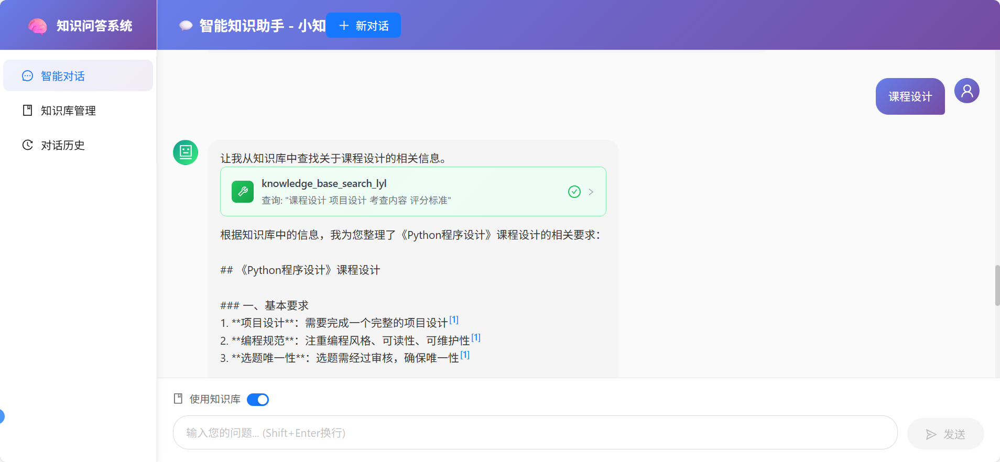 知识问答系统
智能知识助手 - 小知
新对话
智能对话
知识库管理
对话历史
课程设计
让我从知识库中查找关于课程设计的相关信息。
knowledge_base_search_lyl
查询: "课程设计 项目设计 考查内容 评分标准"
根据知识库中的信息，我为您整理了《Python程序设计》课程设计的相关要求：
## 《Python程序设计》课程设计
### 一、基本要求
1. **项目设计**：需要完成一个完整的项目设计[1]
2. **编程规范**：注重编程风格、可读性、可维护性[1]
3. **选题唯一性**：选题需经过审核，确保唯一性[1]
使用知识库
输入您的问题... (Shift+Enter换行)
发送